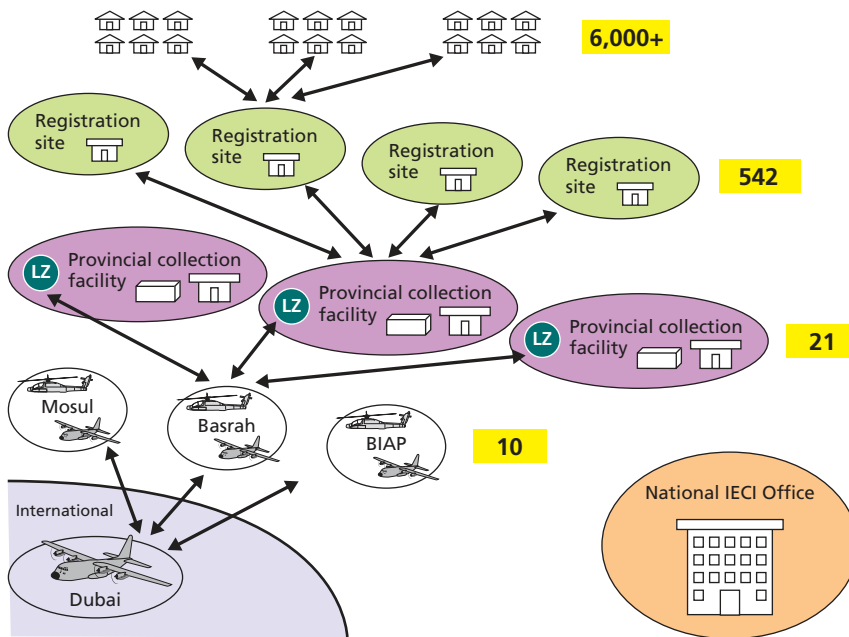 6,000+
Registration
site
Registration
site
Registration
site
Registration
site
542
LZ
Provincial collection
facility
LZ
Provincial collection
facility
LZ
Provincial collection
facility
21
Mosul
Basrah
BIAP
10
National IECI Office
International
Dubai